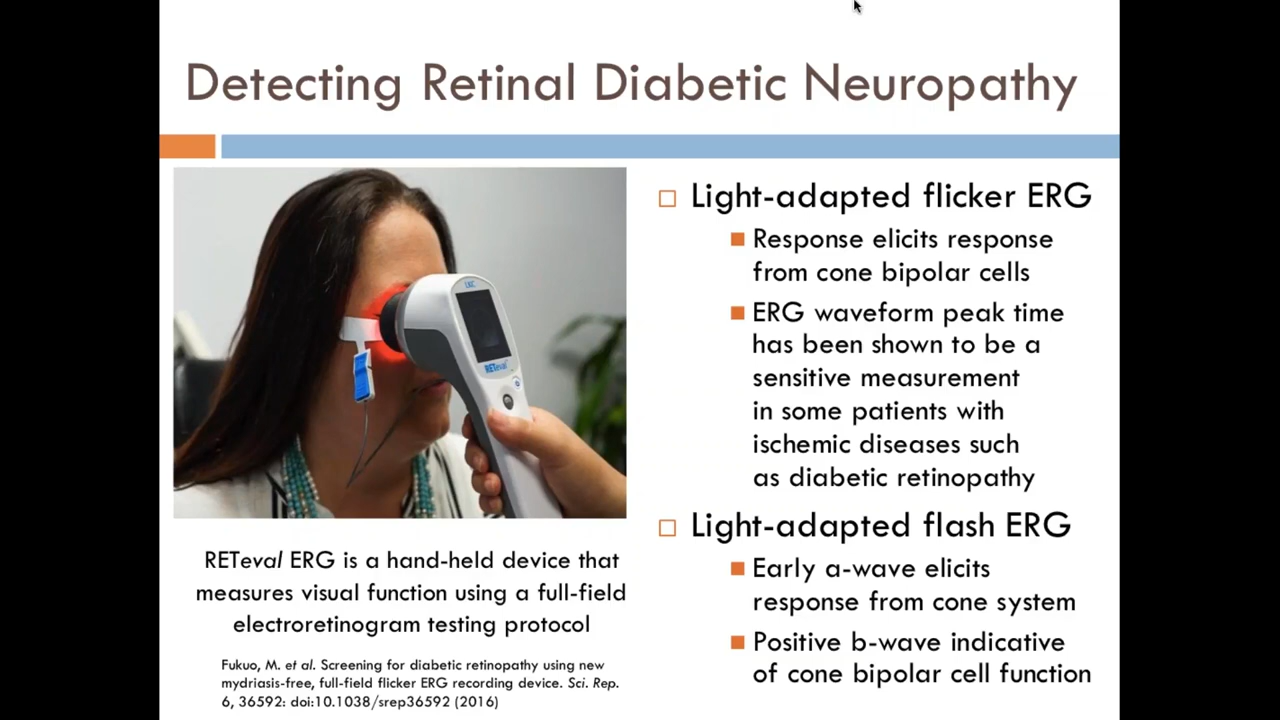 Detecting Retinal Diabetic Neuropathy
LKC
RETeval
RETeval ERG is a hand-held device that
measures visual function using a full-field
electroretinogram testing protocol
Fukuo, M. et al. Screening for diabetic retinopathy using new
mydriasis-free, full-field flicker ERG recording device. Sci. Rep.
6, 36592: doi:10.1038/srep36592 (2016)
Light-adapted flicker ERG
Response elicits response
from cone bipolar cells
ERG waveform peak time
has been shown to be a
sensitive measurement
in some patients with
ischemic diseases such
as diabetic retinopathy
Light-adapted flash ERG
Early a-wave elicits
response from cone system
Positive b-wave indicative
of cone bipolar cell function